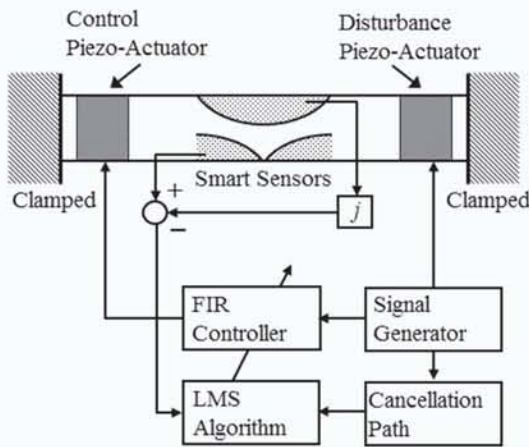 Control
Piezo-Actuator
Disturbance
Piezo-Actuator
Clamped
Smart Sensors
Clamped
+
−
j
FIR
Controller
Signal
Generator
LMS
Algorithm
Cancellation
Path